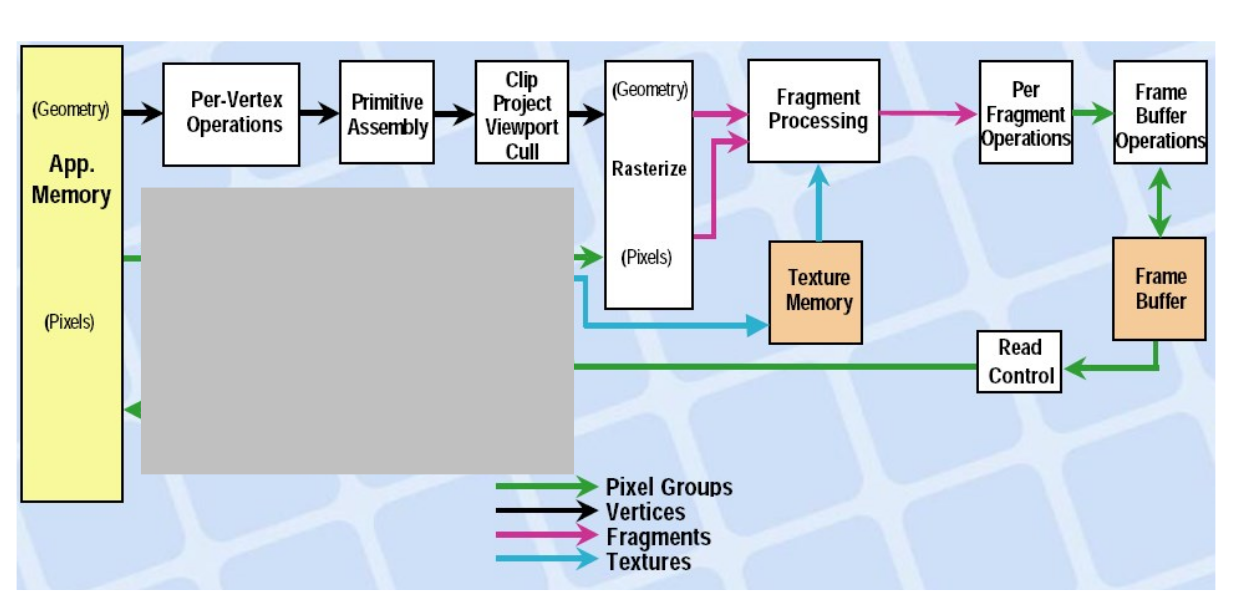 (Geometry)
App.
Memory
(Pixels)
Per-Vertex
Operations
Primitive
Assembly
Clip
Project
Viewport
Cull
(Geometry)
Rasterize
(Pixels)
Fragment
Processing
Per
Fragment
Operations
Frame
Buffer
Operations
Texture
Memory
Frame
Buffer
Read
Control
Pixel Groups
Vertices
Fragments
Textures